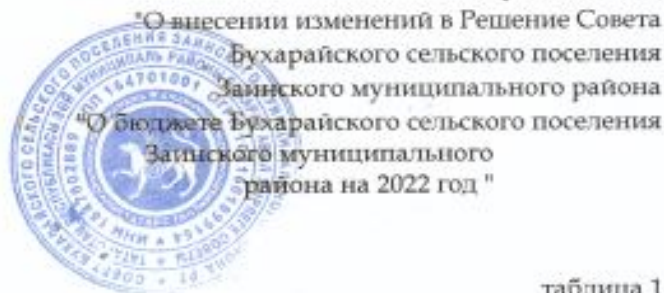 "О внесении изменений в Решение Совета
Бухарайского сельского поселения
Заинского муниципального района
"О бюджете Бухарайского сельского поселения
Заинского муниципального
района на 2022 год "
таблица 1